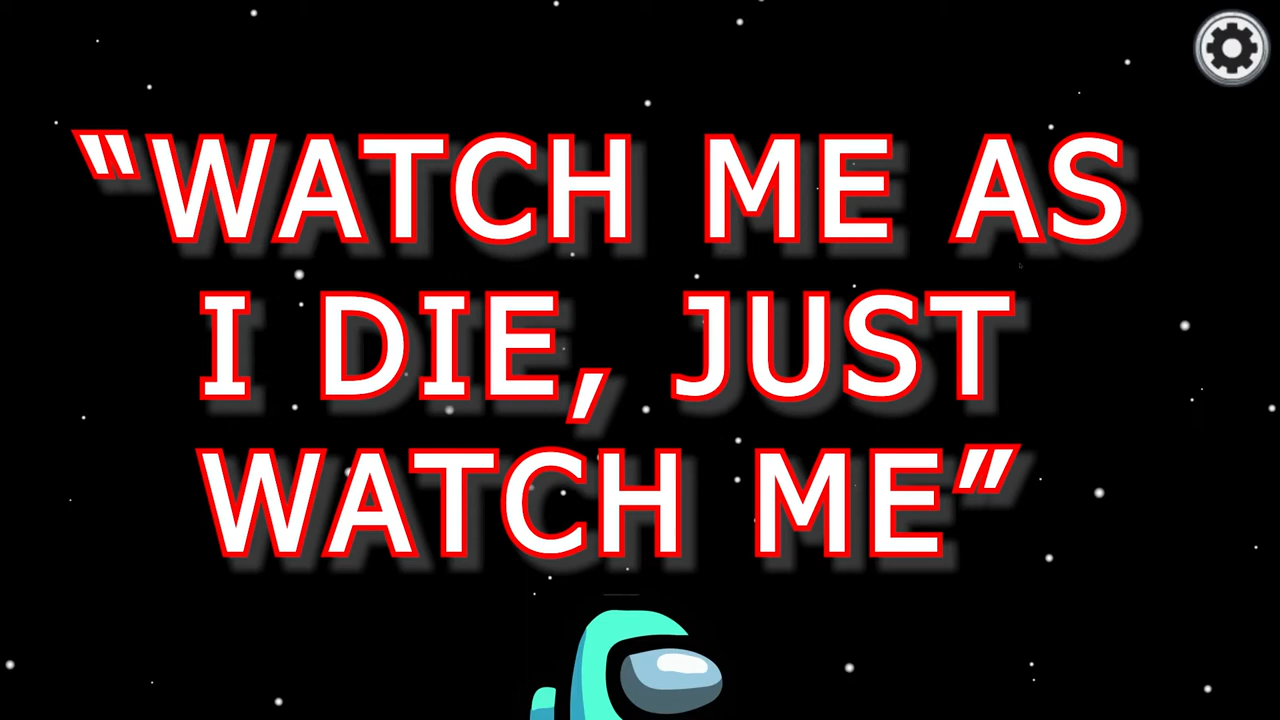 “WATCH ME AS
I DIE, JUST
WATCH ME”